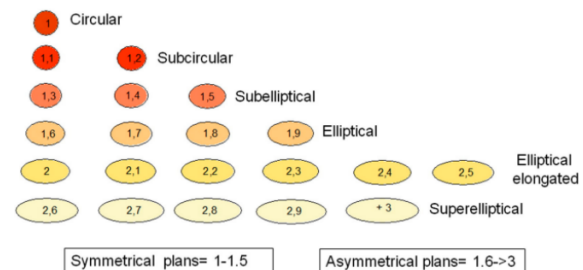 1 Circular
1,1 1,2 Subcircular
1,3 1,4 1,5 Subelliptical
1,6 1,7 1,8 1,9 Elliptical
2 2,1 2,2 2,3 2,4 2,5 Elliptical
elongated
2,6 2,7 2,8 2,9 + 3 Superelliptical
Symmetrical plans= 1-1.5 Asymmetrical plans= 1.6->3